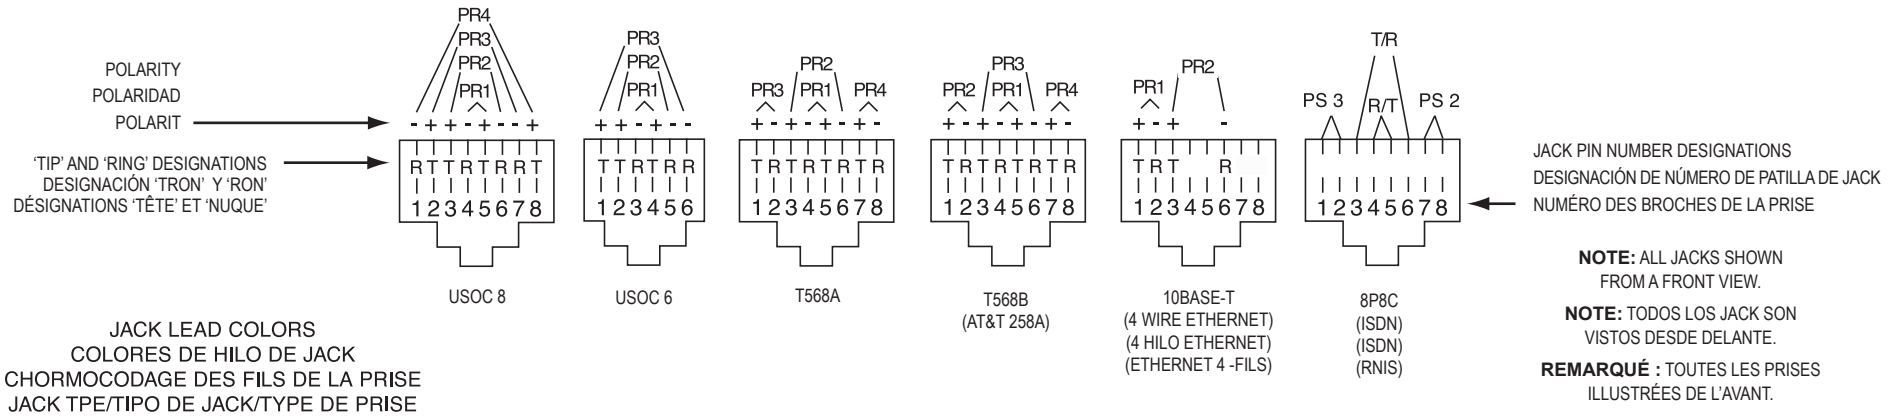 POLARITY
POLARIDAD
POLARIT
'TIP' AND 'RING' DESIGNATIONS
DESIGNACIÓN 'TRON' Y 'RON'
DÉSIGNATIONS 'TÊTE' ET 'NUQUE'
PR4
PR3
PR2
PR1
- + + - + - - +
R T T R T R R T
1 2 3 4 5 6 7 8
USOC 8
PR3
PR2
PR1
+ + - + - -
T T R T R R
1 2 3 4 5 6
USOC 6
PR2
PR3 PR1 PR4
+ - + - + - + -
T R T R T R T R
1 2 3 4 5 6 7 8
T568A
PR3
PR2 PR1 PR4
+ - + - + - + -
T R T R T R T R
1 2 3 4 5 6 7 8
T568B
(AT&T 258A)
PR2
PR1
+ - + -
T R T R
1 2 3 4 5 6 7 8
10BASE-T
(4 WIRE ETHERNET)
(4 HILO ETHERNET)
(ETHERNET 4 -FILS)
T/R
PS 3 R/T PS 2
1 2 3 4 5 6 7 8
8P8C
(ISDN)
(ISDN)
(RNIS)
JACK PIN NUMBER DESIGNATIONS
DESIGNACIÓN DE NÚMERO DE PATILLA DE JACK
NUMÉRO DES BROCHES DE LA PRISE
NOTE: ALL JACKS SHOWN
FROM A FRONT VIEW.
NOTE: TODOS LOS JACK SON
VISTOS DESDE DELANTE.
REMARQUÉ : TOUTES LES PRISES
ILLUSTRÉES DE L'AVANT.
JACK LEAD COLORS
COLORES DE HILO DE JACK
CHORMOCODAGE DES FILS DE LA PRISE
JACK TPE/TIPO DE JACK/TYPE DE PRISE